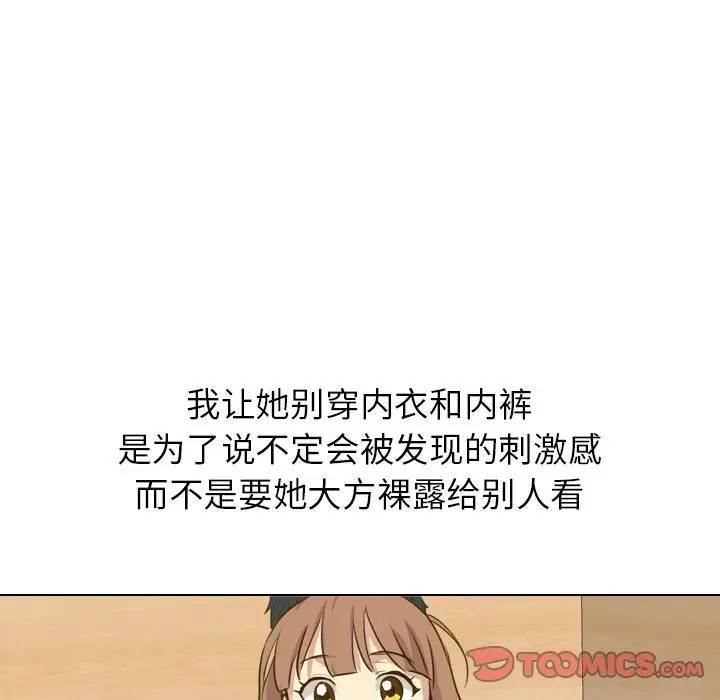 我让她别穿内衣和内裤
是为了说不定会被发现的刺激感
而不是要她大方裸露给别人看
TOOMICS.COM